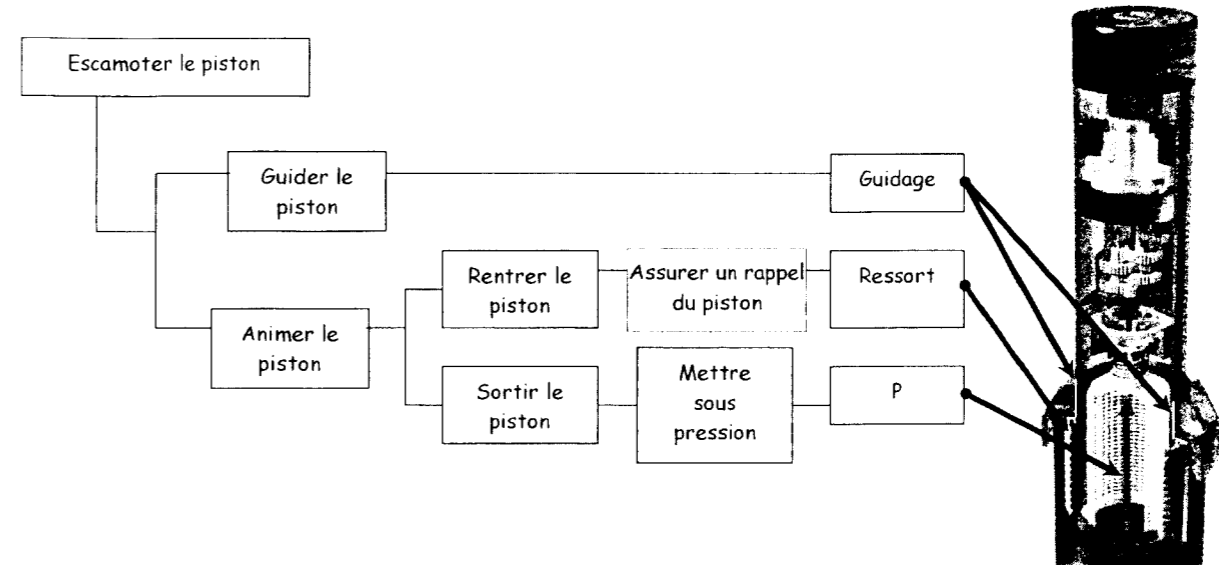 Escamoter le piston
Guider le
piston
Guidage
Rentrer le
piston
Assurer un rappel
du piston
Ressort
Animer le
piston
Sortir le
piston
Mettre
sous
pression
P